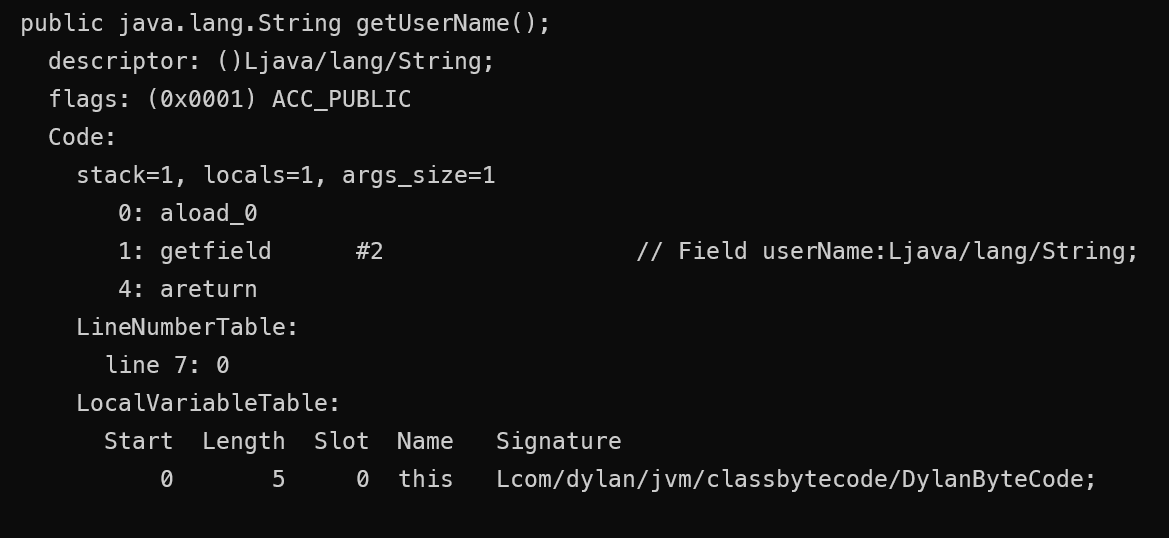 public java.lang.String getUserName();
  descriptor: ()Ljava/lang/String;
  flags: (0x0001) ACC_PUBLIC
  Code:
    stack=1, locals=1, args_size=1
       0: aload_0
       1: getfield      #2                  // Field userName:Ljava/lang/String;
       4: areturn
    LineNumberTable:
      line 7: 0
    LocalVariableTable:
      Start  Length  Slot  Name   Signature
          0       5     0  this   Lcom/dylan/jvm/classbytecode/DylanByteCode;